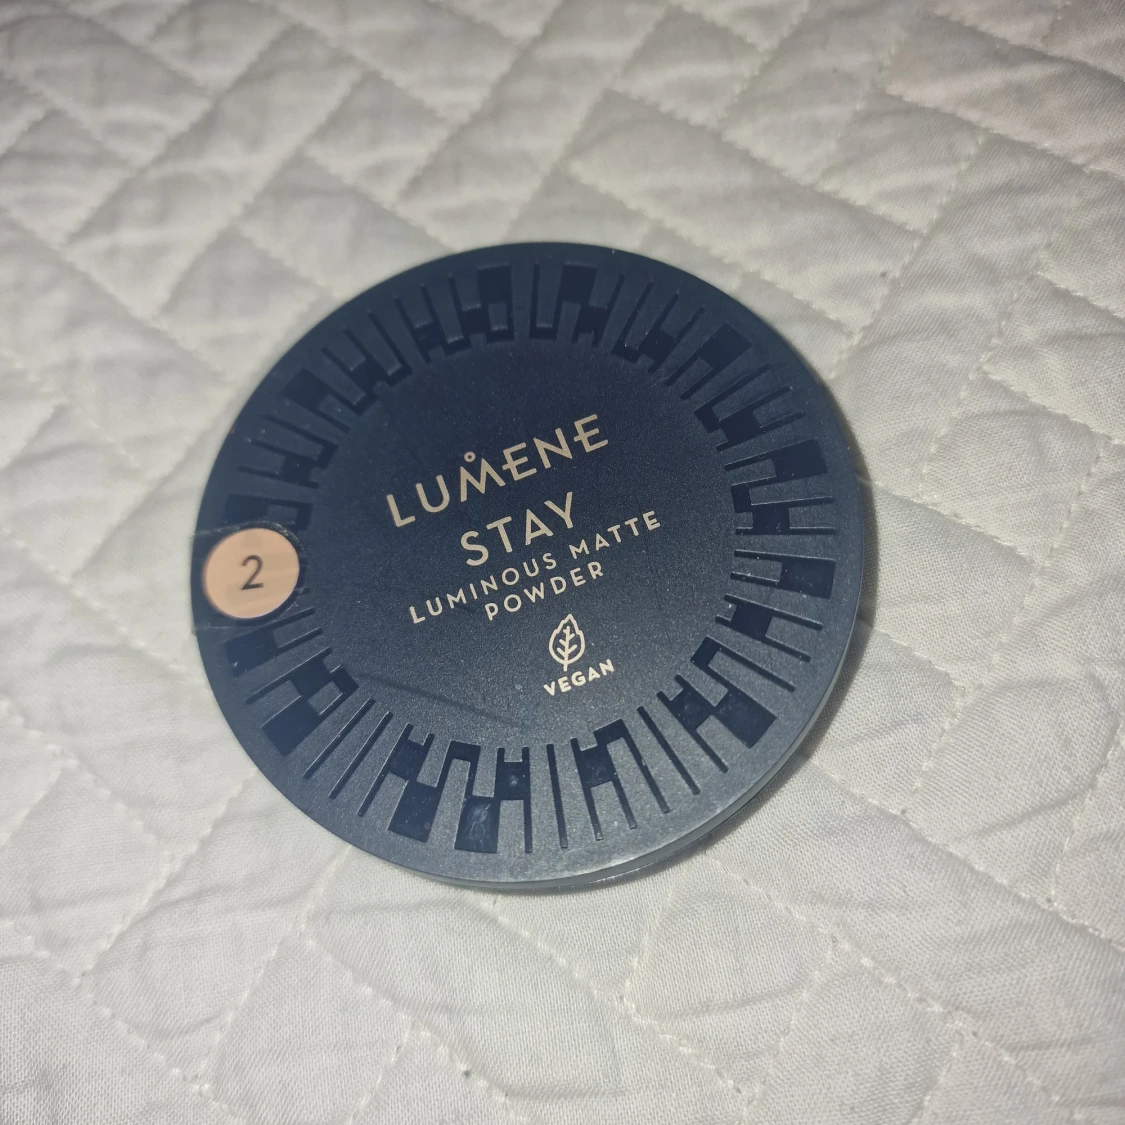 LUMENE
STAY
LUMINOUS MATTE
POWDER
VEGAN
2